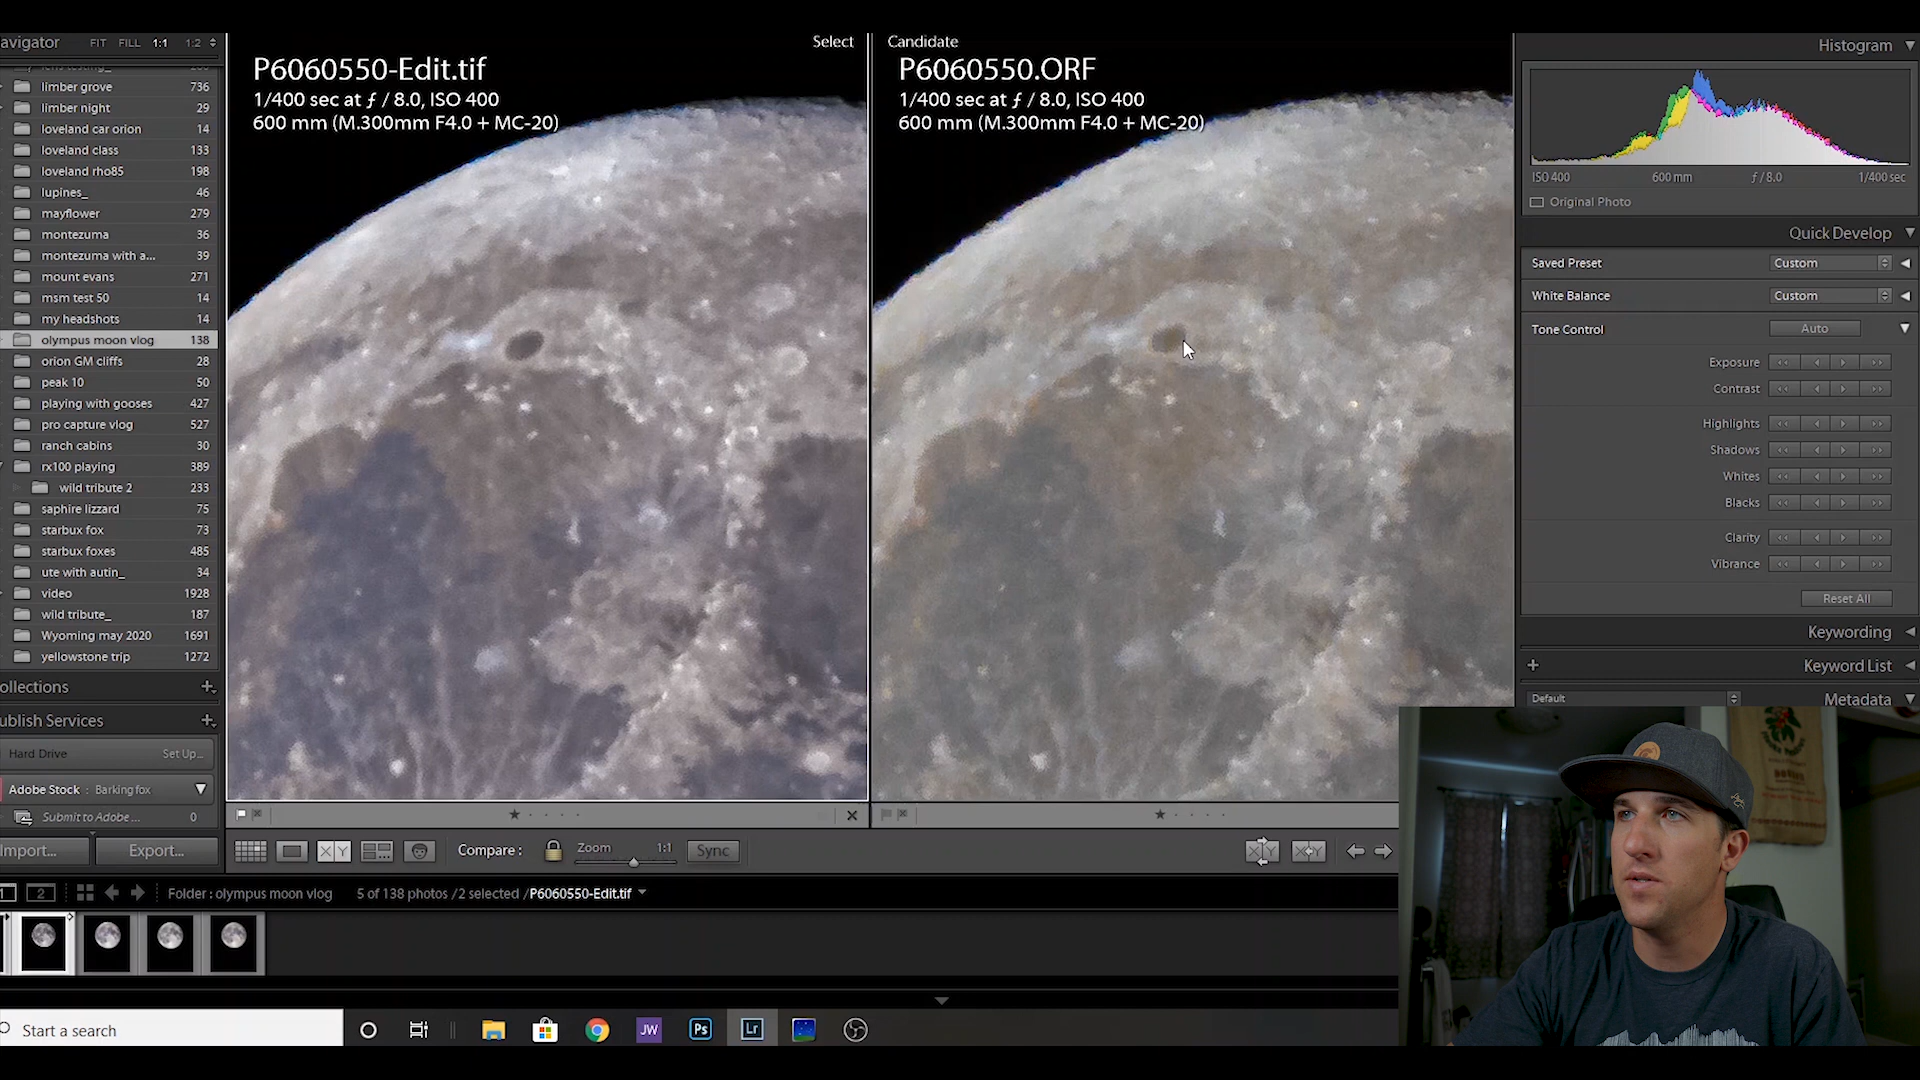 avigator FIT FILL 1:1 1:2
limber grove 736
limber night 29
loveland car orion 14
loveland class 133
loveland rho85 198
lupines_ 46
mayflower 279
montezuma 36
montezuma with a... 39
mount evans 271
msm test 50 14
my headshots 14
olympus moon vlog 138
orion GM cliffs 28
peak 10 50
playing with gooses 427
pro capture vlog 527
ranch cabins 30
rx100 playing 389
wild tribute 2 233
saphire lizzard 75
starbux fox 73
starbux foxes 485
ute with autin_ 34
video 1928
wild tribute_ 187
Wyoming may 2020 1691
yellowstone trip 1272
ollections +
ublish Services +
Hard Drive Set Up...
Adobe Stock : Barkingfox
Submit to Adobe ... 0
Import... Export...
Select
P6060550-Edit.tif
1/400 sec at ƒ / 8.0, ISO 400
600 mm (M.300mm F4.0 + MC-20)
Candidate
P6060550.ORF
1/400 sec at ƒ / 8.0, ISO 400
600 mm (M.300mm F4.0 + MC-20)
X Y Compare : Zoom 1:1 Sync
2 Folder : olympus moon vlog 5 of 138 photos /2 selected /P6060550-Edit.tif
Histogram
ISO 400 600 mm ƒ / 8.0 1/400 sec
Original Photo
Quick Develop
Saved Preset Custom
White Balance Custom
Tone Control Auto
Exposure
Contrast
Highlights
Shadows
Whites
Blacks
Clarity
Vibrance
Reset All
Keywording
+ Keyword List
Default Metadata
Start a search
JW Ps Lr